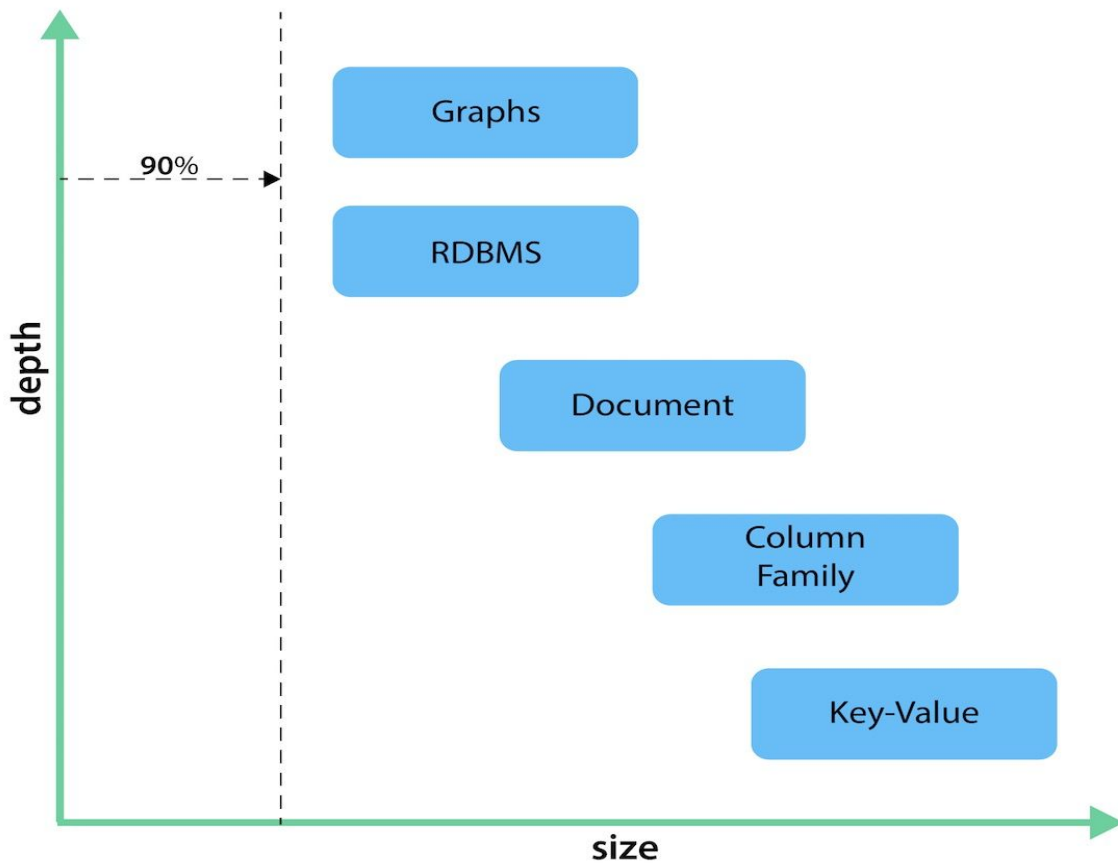 Graphs
90%
RDBMS
depth
Document
Column
Family
Key-Value
size